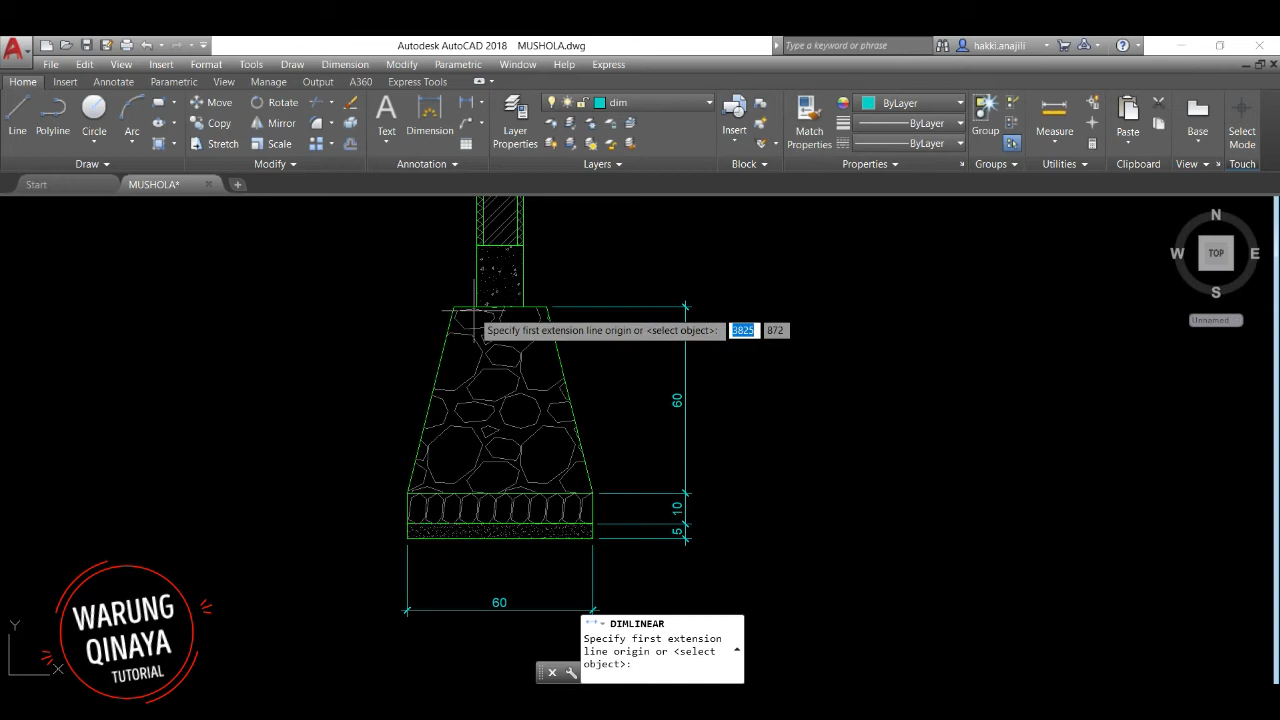 Autodesk AutoCAD 2018 MUSHOLA.dwg
Type a keyword or phrase
hakki.anajili
File Edit View Insert Format Tools Draw Dimension Modify Parametric Window Help Express
Home Insert Annotate Parametric View Manage Output A360 Express Tools
Line Polyline Circle Arc
Move Rotate
Copy Mirror
Stretch Scale
Text Dimension
Layer Properties
dim
Insert
Match Properties
ByLayer
ByLayer
ByLayer
Group
Measure
Paste
Base
Select Mode
Draw Modify Annotation Layers Block Properties Groups Utilities Clipboard View Touch
Start MUSHOLA*
N
W TOP E
S
Unnamed
Specify first extension line origin or <select object>: 3825 872
60
10
5
60
Y
X
WARUNG
QINAYA
TUTORIAL
DIMLINEAR
Specify first extension
line origin or <select
object>: